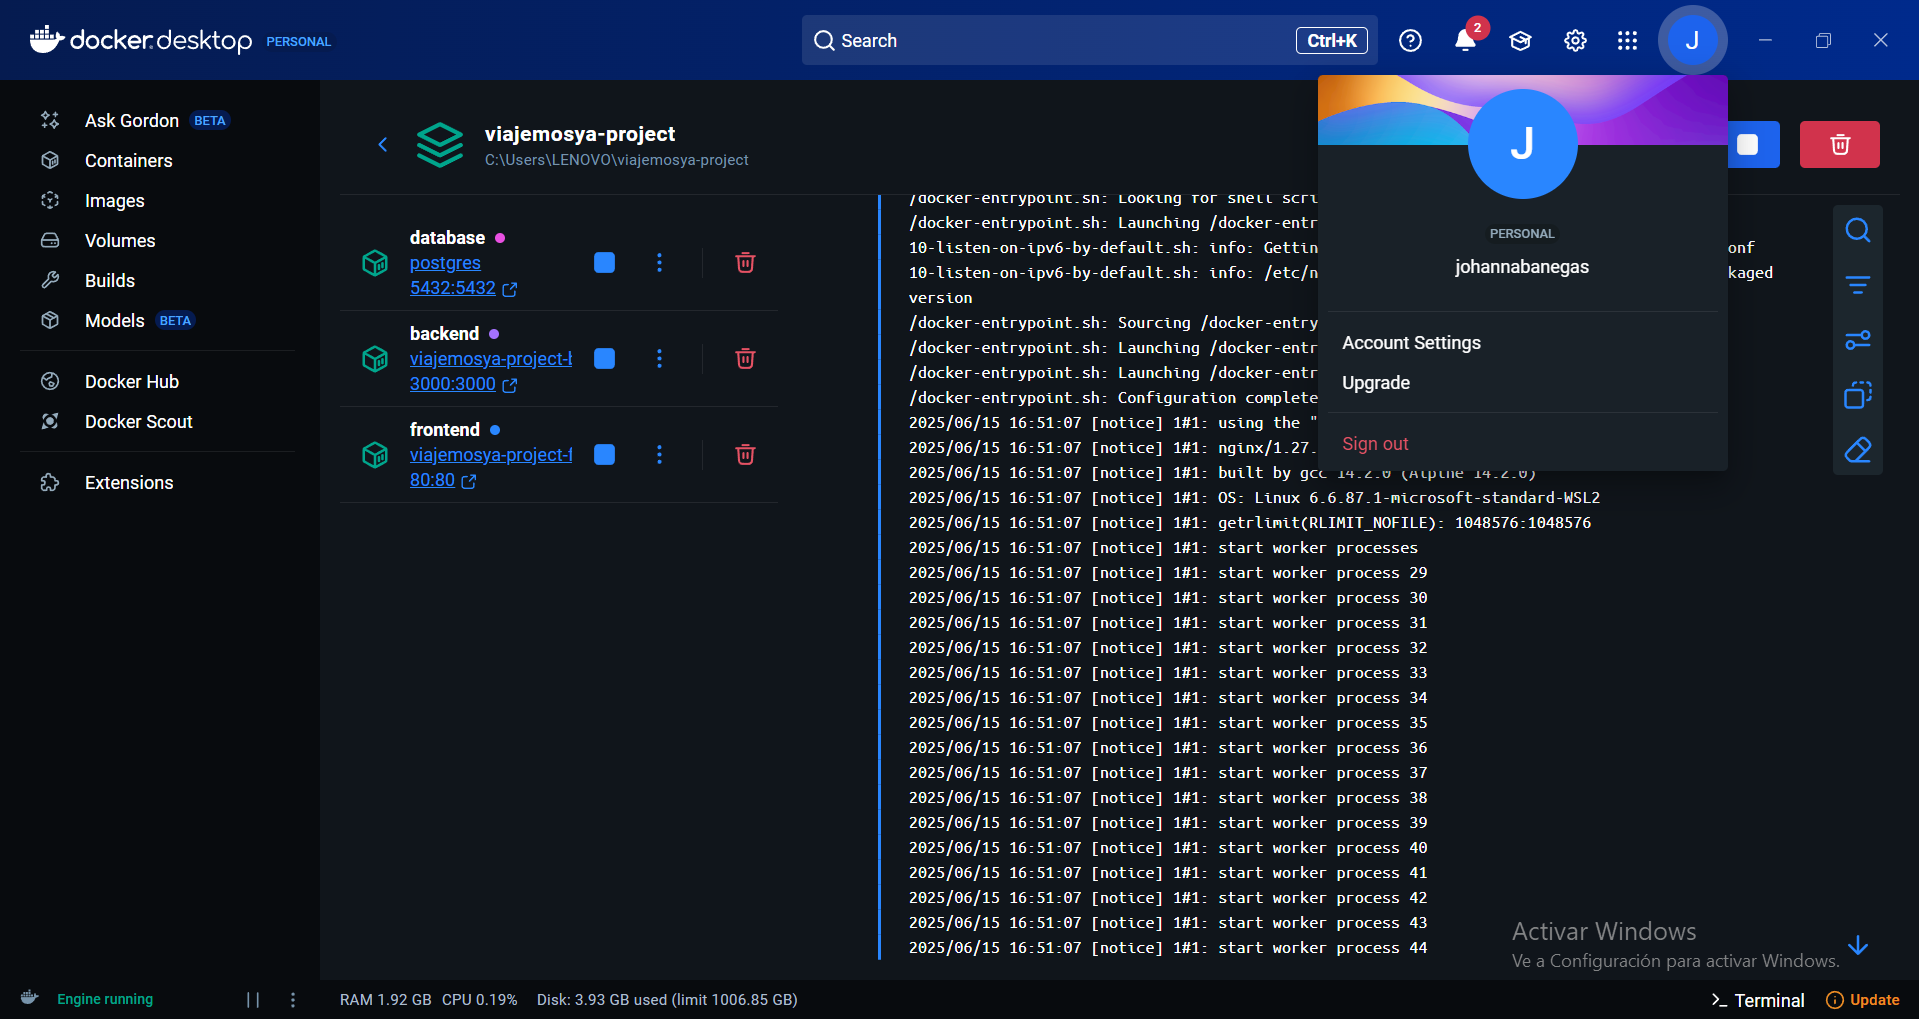 docker.desktop PERSONAL
Search
Ctrl+K
2
J
Ask Gordon BETA
Containers
Images
Volumes
Builds
Models BETA
Docker Hub
Docker Scout
Extensions
viajemosya-project
C:\Users\LENOVO\viajemosya-project
database
postgres
5432:5432
backend
viajemosya-project-
3000:3000
frontend
viajemosya-project-f
80:80
/docker-entrypoint.sh: Looking for shell scri
/docker-entrypoint.sh: Launching /docker-entr
10-listen-on-ipv6-by-default.sh: info: Gettin onf
10-listen-on-ipv6-by-default.sh: info: /etc/n kaged
version
/docker-entrypoint.sh: Sourcing /docker-entry
/docker-entrypoint.sh: Launching /docker-entr
/docker-entrypoint.sh: Launching /docker-entr
/docker-entrypoint.sh: Configuration complete
2025/06/15 16:51:07 [notice] 1#1: using the "
2025/06/15 16:51:07 [notice] 1#1: nginx/1.27.
2025/06/15 16:51:07 [notice] 1#1: built by gcc 14.2.0 (Alpine 14.2.0)
2025/06/15 16:51:07 [notice] 1#1: OS: Linux 6.6.87.1-microsoft-standard-WSL2
2025/06/15 16:51:07 [notice] 1#1: getrlimit(RLIMIT_NOFILE): 1048576:1048576
2025/06/15 16:51:07 [notice] 1#1: start worker processes
2025/06/15 16:51:07 [notice] 1#1: start worker process 29
2025/06/15 16:51:07 [notice] 1#1: start worker process 30
2025/06/15 16:51:07 [notice] 1#1: start worker process 31
2025/06/15 16:51:07 [notice] 1#1: start worker process 32
2025/06/15 16:51:07 [notice] 1#1: start worker process 33
2025/06/15 16:51:07 [notice] 1#1: start worker process 34
2025/06/15 16:51:07 [notice] 1#1: start worker process 35
2025/06/15 16:51:07 [notice] 1#1: start worker process 36
2025/06/15 16:51:07 [notice] 1#1: start worker process 37
2025/06/15 16:51:07 [notice] 1#1: start worker process 38
2025/06/15 16:51:07 [notice] 1#1: start worker process 39
2025/06/15 16:51:07 [notice] 1#1: start worker process 40
2025/06/15 16:51:07 [notice] 1#1: start worker process 41
2025/06/15 16:51:07 [notice] 1#1: start worker process 42
2025/06/15 16:51:07 [notice] 1#1: start worker process 43
2025/06/15 16:51:07 [notice] 1#1: start worker process 44
J
PERSONAL
johannabanegas
Account Settings
Upgrade
Sign out
Activar Windows
Ve a Configuración para activar Windows.
Engine running
RAM 1.92 GB CPU 0.19% Disk: 3.93 GB used (limit 1006.85 GB)
Terminal
Update